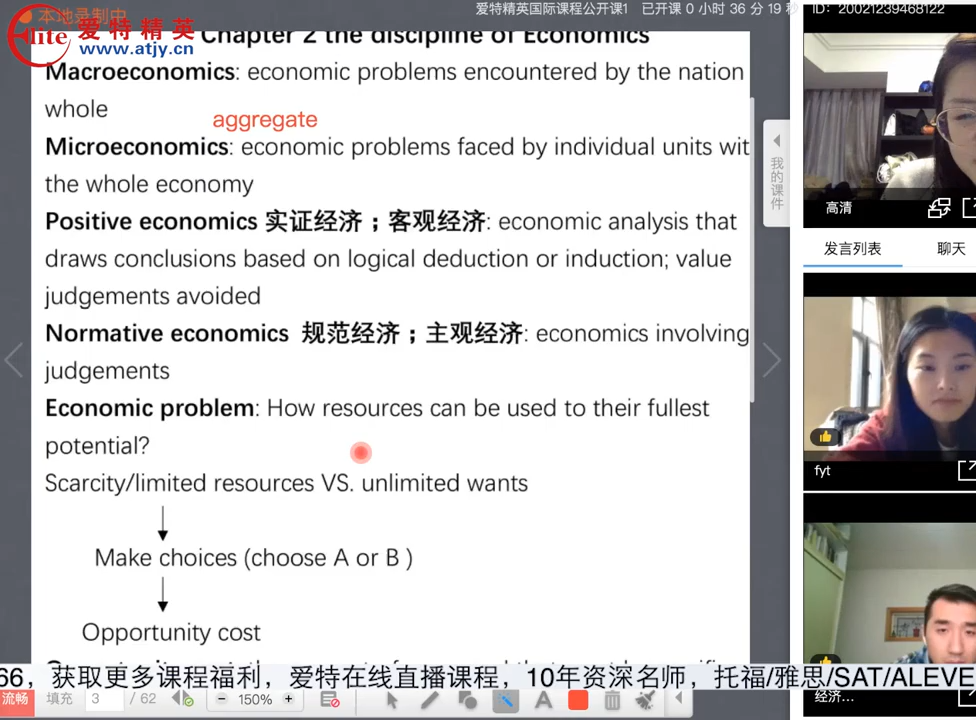 本地录制中
爱特精英国际课程公开课1 已开课 0 小时 36 分 19 秒
ID: 20021239468122
Elite 爱特精英
www.atjy.cn
Chapter 2 the discipline of Economics
Macroeconomics: economic problems encountered by the nation
whole
aggregate
Microeconomics: economic problems faced by individual units wit
the whole economy
Positive economics 实证经济；客观经济: economic analysis that
draws conclusions based on logical deduction or induction; value
judgements avoided
Normative economics 规范经济；主观经济: economics involving
judgements
Economic problem: How resources can be used to their fullest
potential?
Scarcity/limited resources VS. unlimited wants
Make choices (choose A or B )
Opportunity cost
我的课件
高清
发言列表
聊天
fyt
经济...
66，获取更多课程福利，爱特在线直播课程，10年资深名师，托福/雅思/SAT/ALEVE
流畅
填充
3 / 62
150%
A